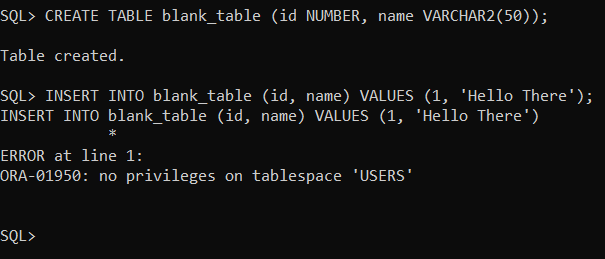 SQL> CREATE TABLE blank_table (id NUMBER, name VARCHAR2(50));
Table created.
SQL> INSERT INTO blank_table (id, name) VALUES (1, 'Hello There');
INSERT INTO blank_table (id, name) VALUES (1, 'Hello There')
*
ERROR at line 1:
ORA-01950: no privileges on tablespace 'USERS'
SQL>